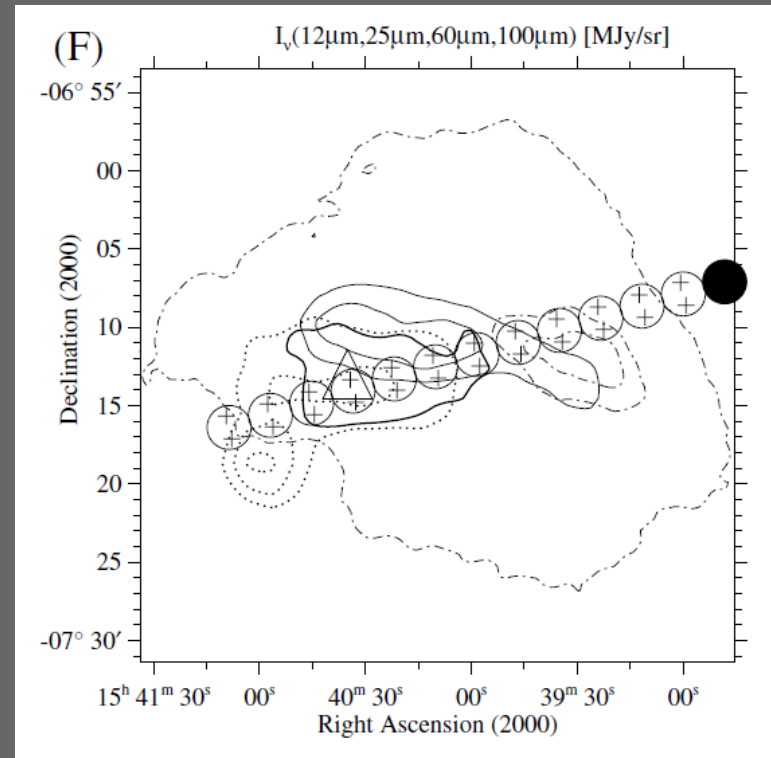 (F)
I_ν(12μm,25μm,60μm,100μm) [MJy/sr]
-06° 55′
00
05
10
15
20
25
-07° 30′
Declination (2000)
15ʰ 41ᵐ 30ˢ 00ˢ 40ᵐ 30ˢ 00ˢ 39ᵐ 30ˢ 00ˢ
Right Ascension (2000)